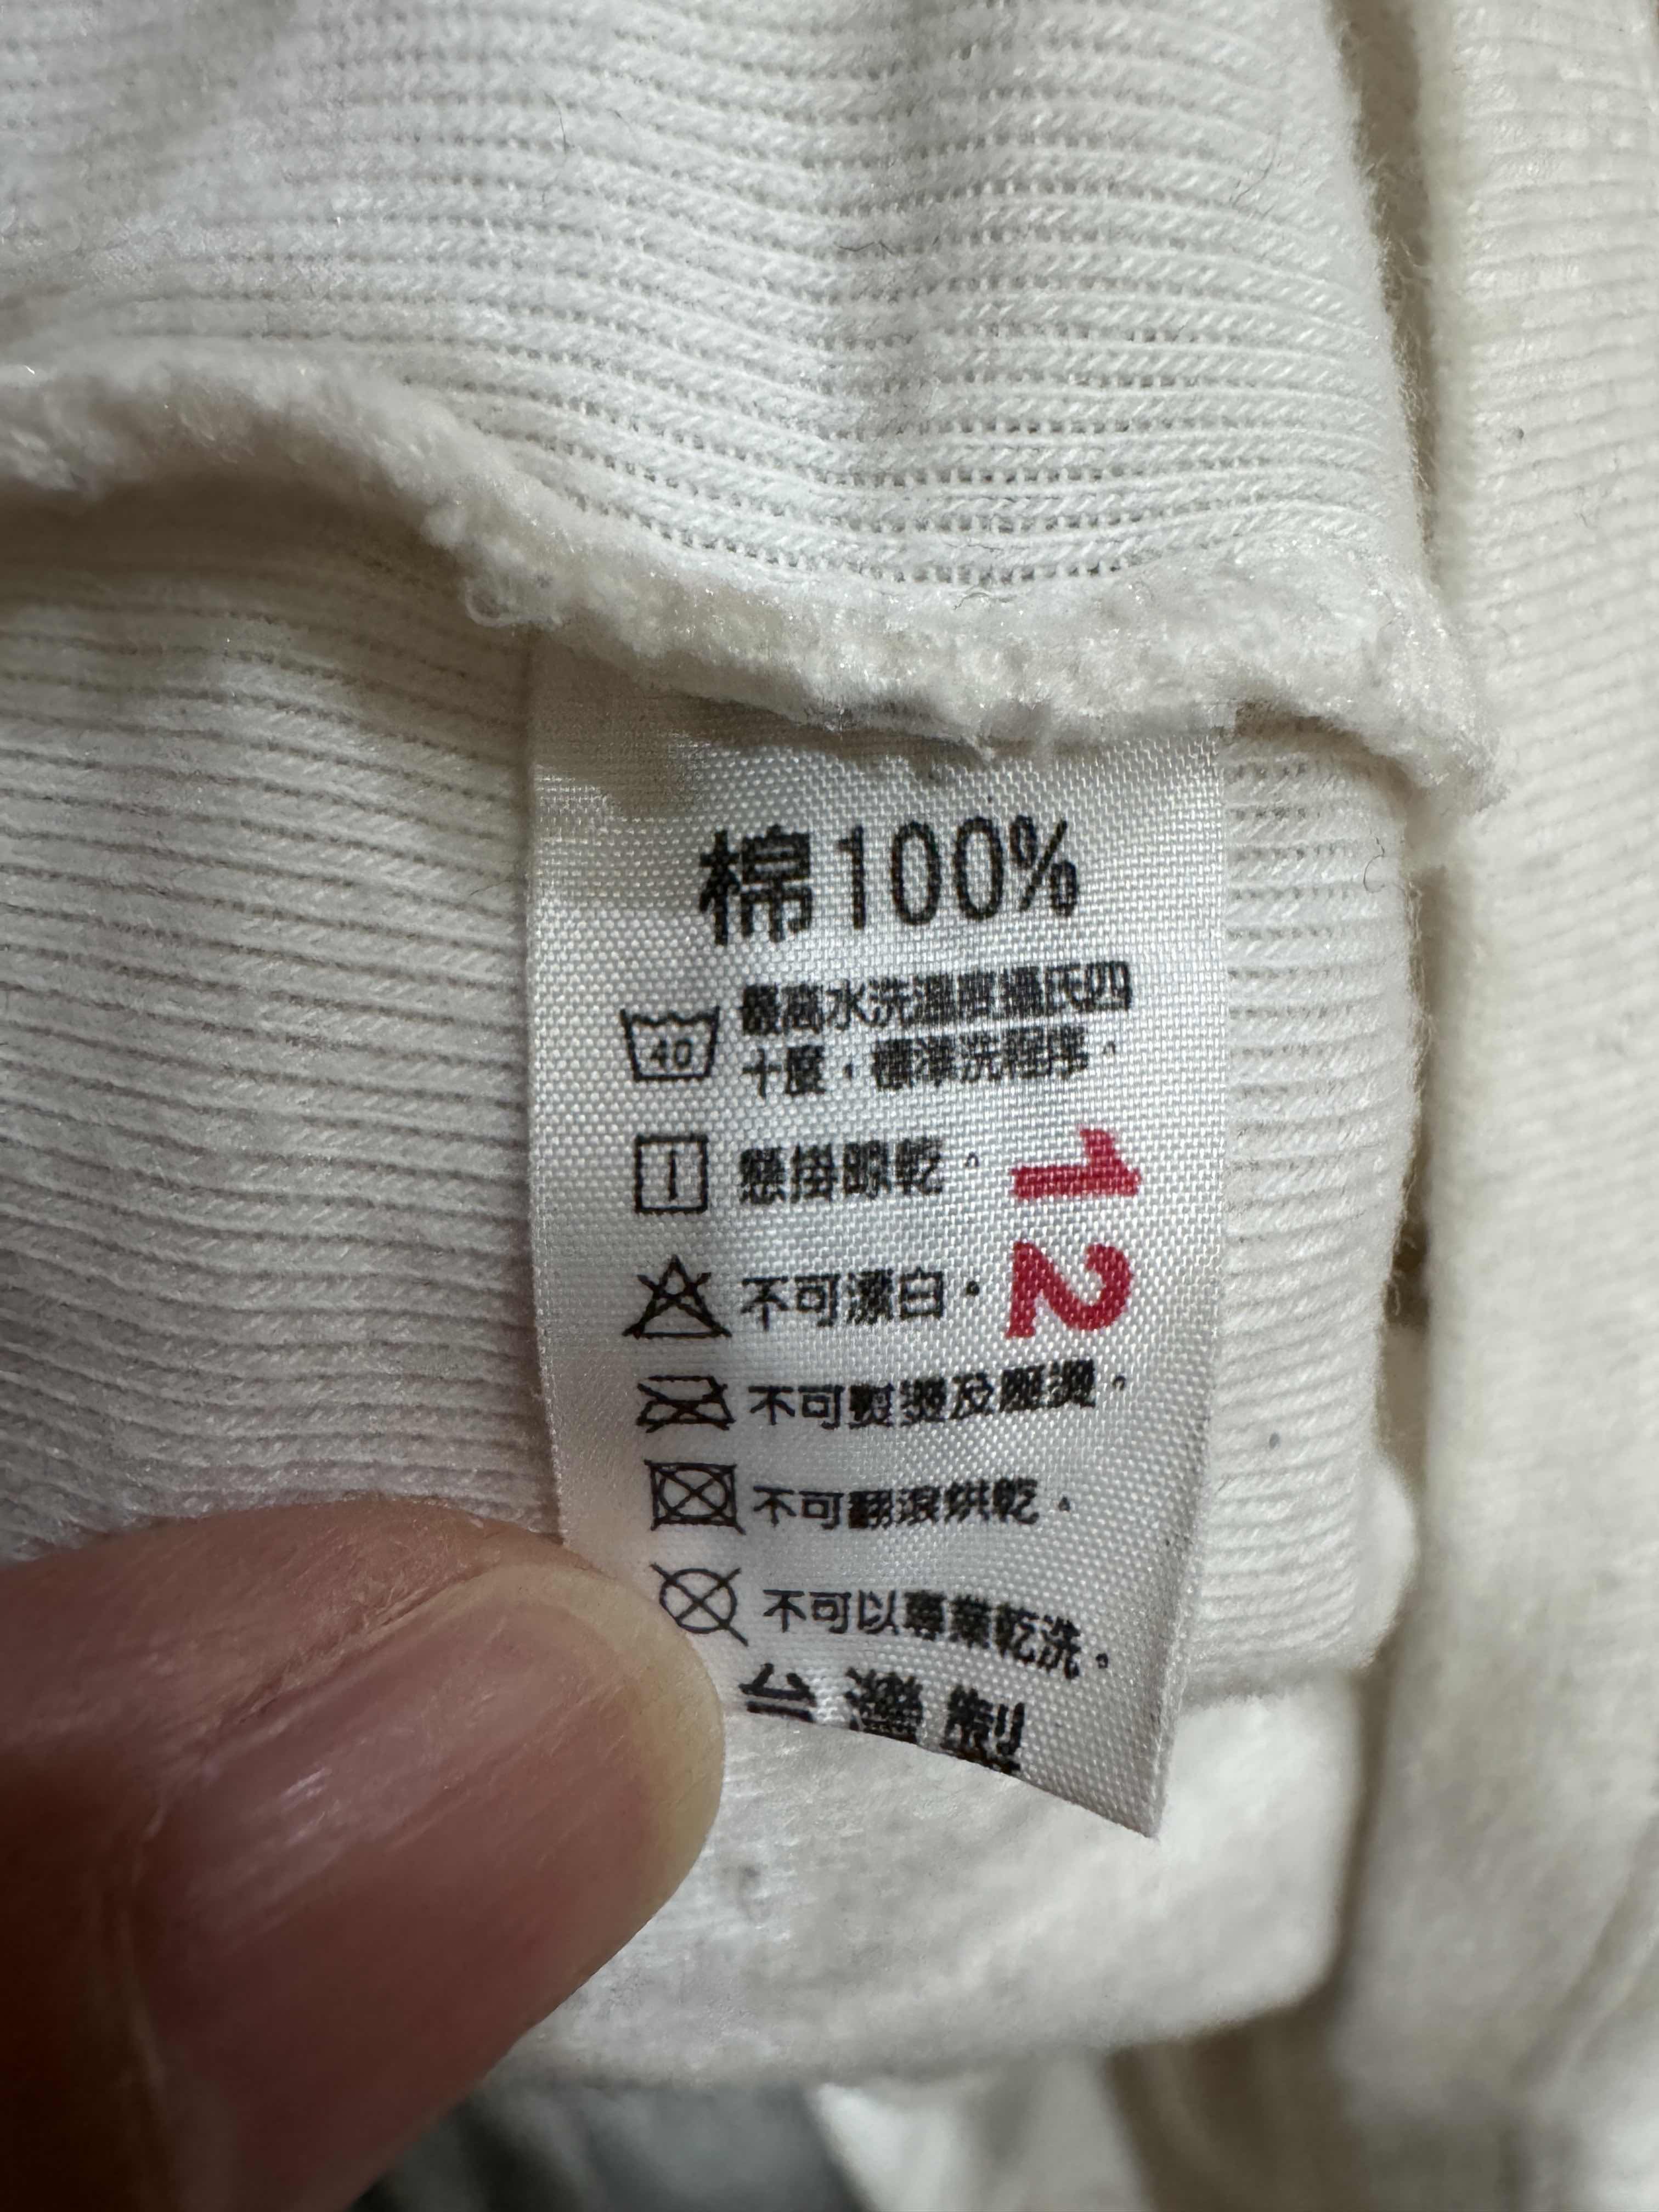 棉100%
40
最高水洗溫度攝氏四
十度，標準洗程序。
懸掛晾乾。
12
不可漂白。
不可熨燙及壓燙。
不可翻滾烘乾。
不可以專業乾洗。
台灣製